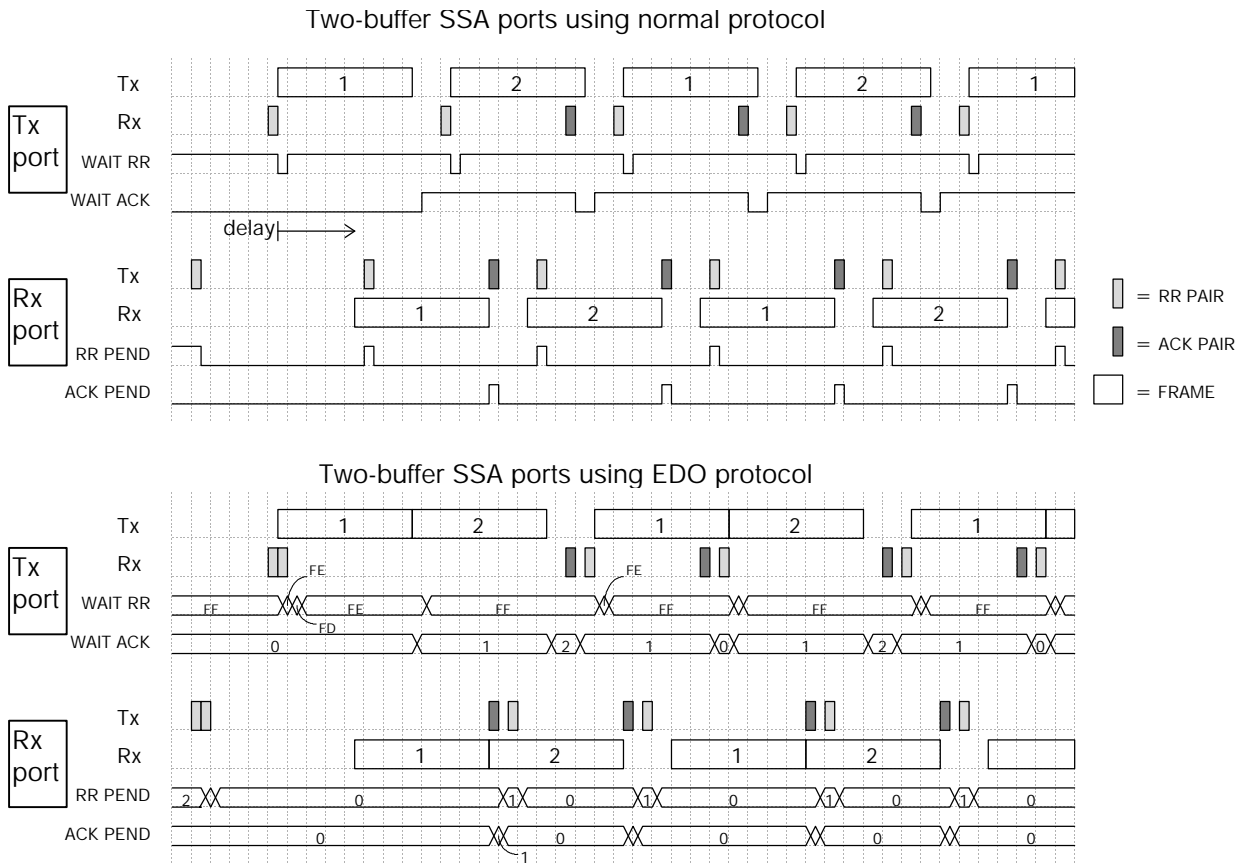 Two-buffer SSA ports using normal protocol
Tx
1 2 1 2 1
Tx port
Rx
WAIT RR
WAIT ACK
delay
Tx
Rx port
Rx
1 2 1 2
RR PEND
ACK PEND
= RR PAIR
= ACK PAIR
= FRAME
Two-buffer SSA ports using EDO protocol
Tx
1 2 1 2 1
Tx port
Rx
FE FE
WAIT RR
FF FE FF FF FF FF
FD
WAIT ACK
0 1 2 1 0 1 2 1 0
Tx
Rx port
Rx
1 2 1 2
RR PEND
2 0 1 0 1 0 1 0 1 0
ACK PEND
0 0 0 0 0
1